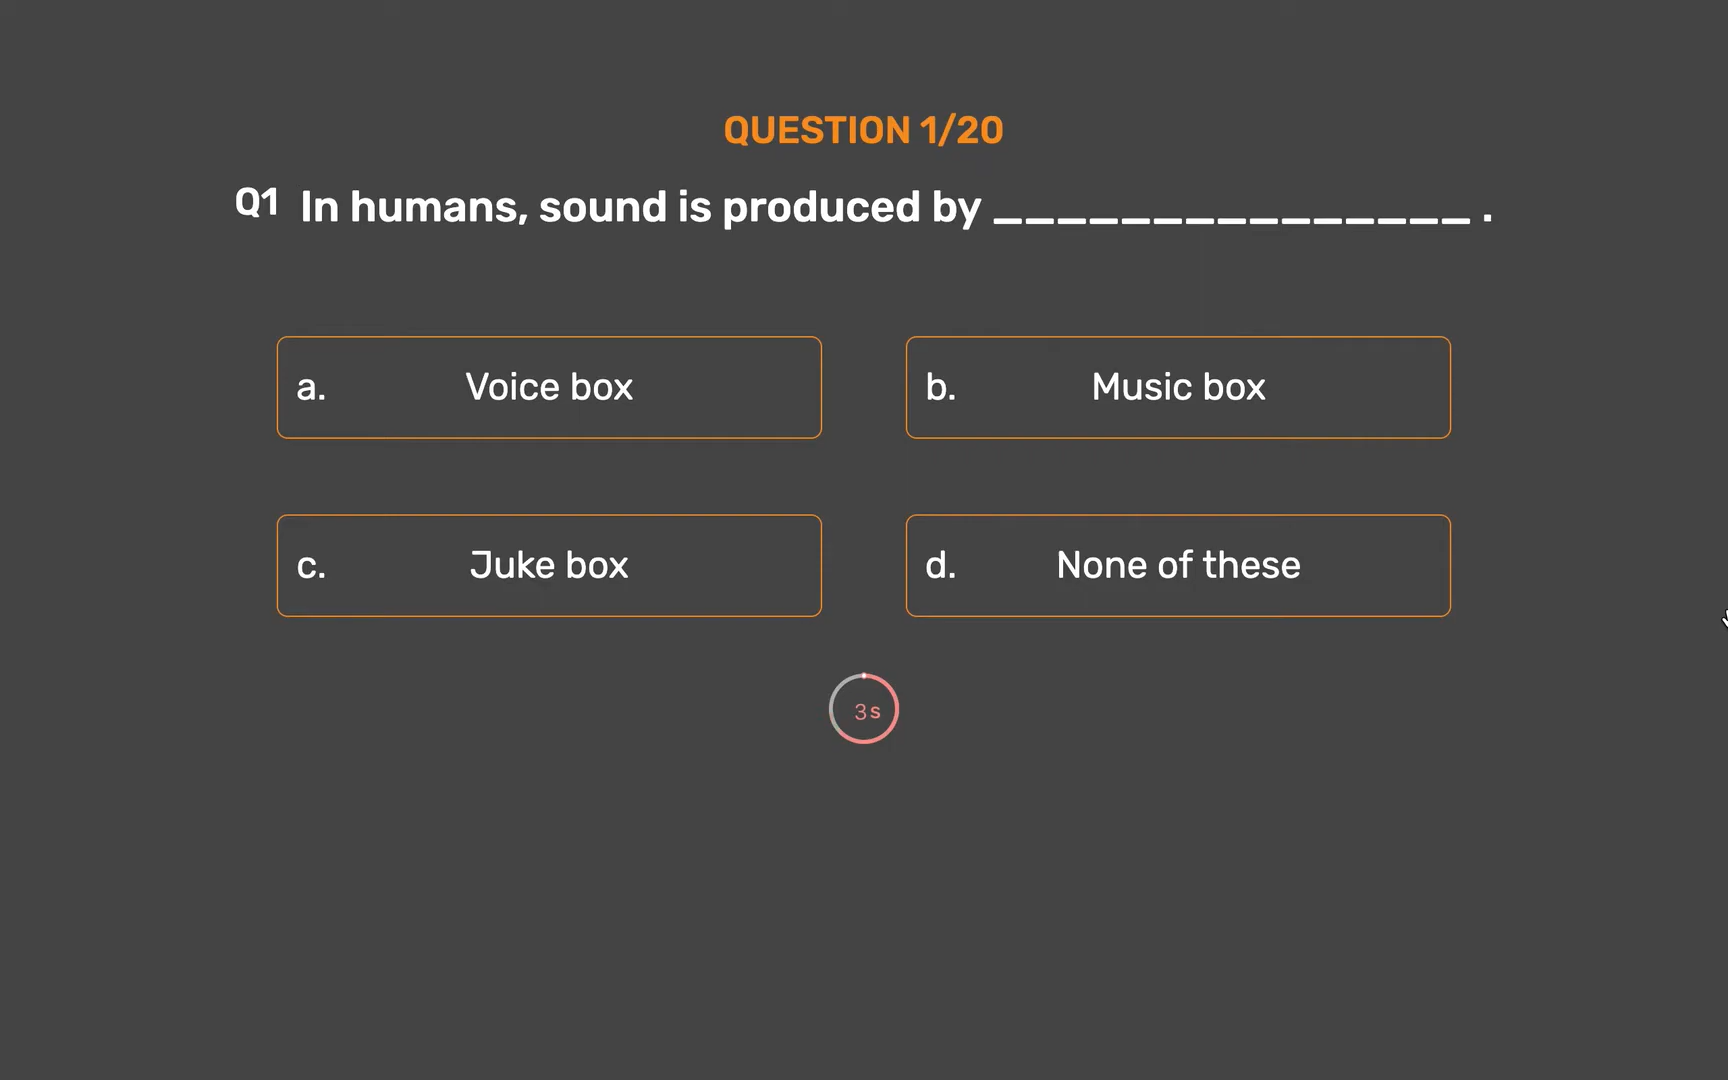 QUESTION 1/20
Q1 In humans, sound is produced by _______________ .
a. Voice box
b. Music box
c. Juke box
d. None of these
3s